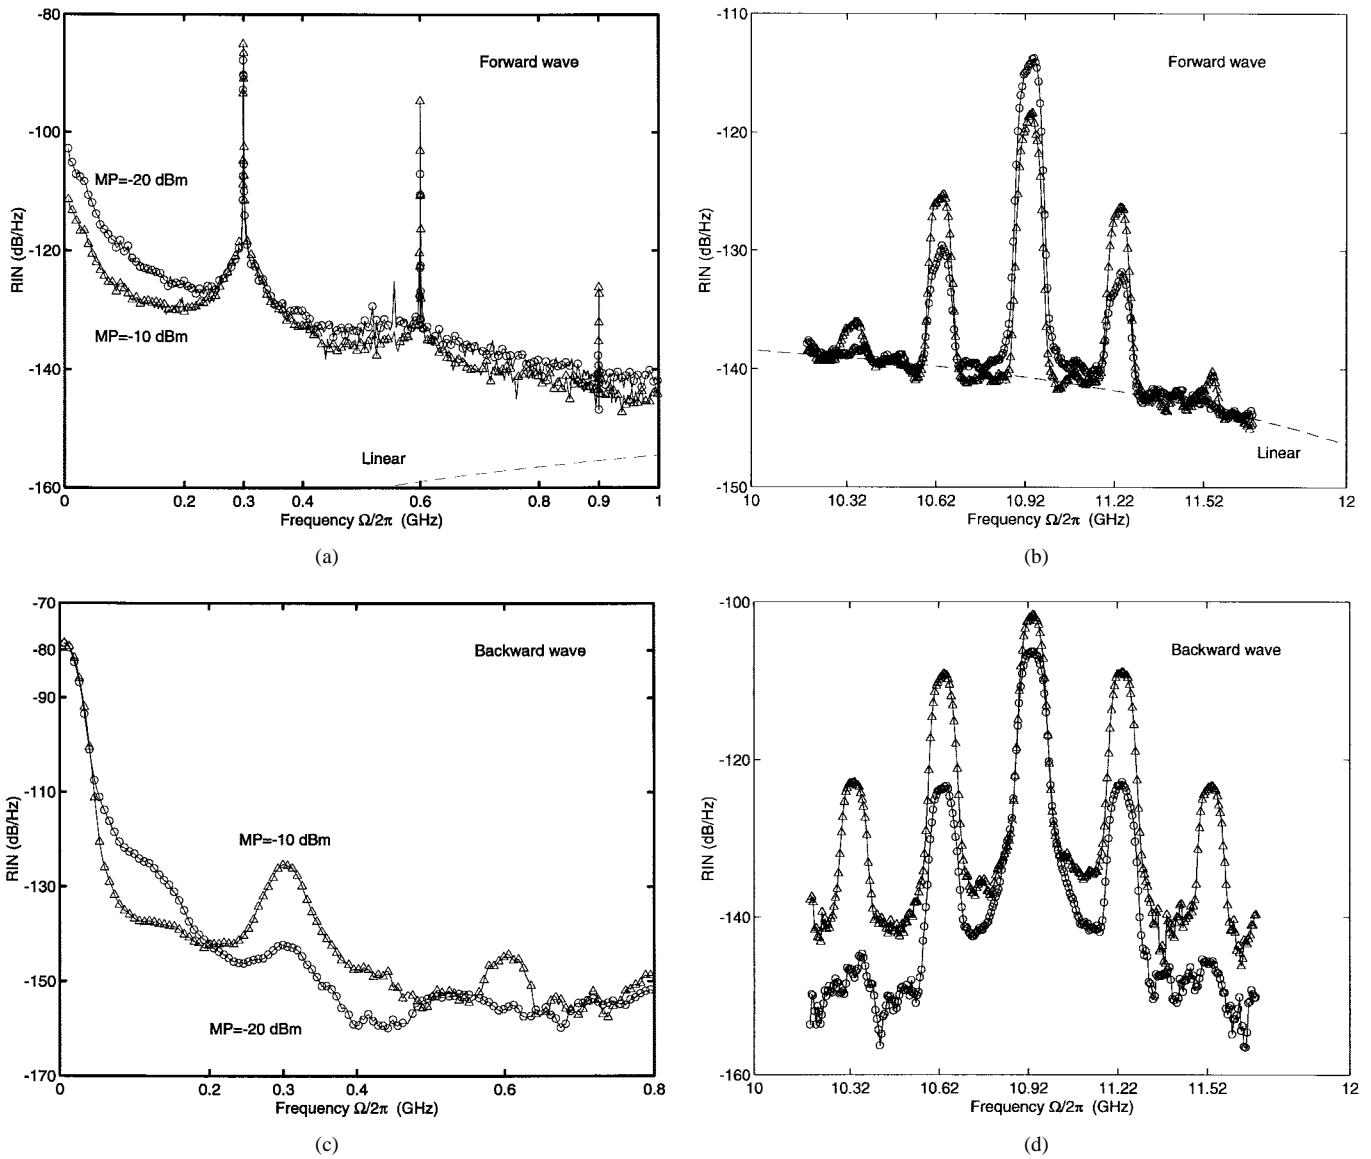 -80
-100
-120
-140
-160
RIN (dB/Hz)
Forward wave
MP=-20 dBm
MP=-10 dBm
Linear
0 0.2 0.3 0.4 0.6 0.8 0.9 1
Frequency Ω/2π (GHz)
(a)
-110
-120
-130
-140
-150
RIN (dB/Hz)
Forward wave
Linear
10 10.32 10.62 10.92 11.22 11.52 12
Frequency Ω/2π (GHz)
(b)
-70
-80
-90
-110
-130
-150
-170
RIN (dB/Hz)
Backward wave
MP=-10 dBm
MP=-20 dBm
0 0.2 0.3 0.4 0.6 0.8
Frequency Ω/2π (GHz)
(c)
-100
-120
-140
-160
RIN (dB/Hz)
Backward wave
10 10.32 10.62 10.92 11.22 11.52 12
Frequency Ω/2π (GHz)
(d)